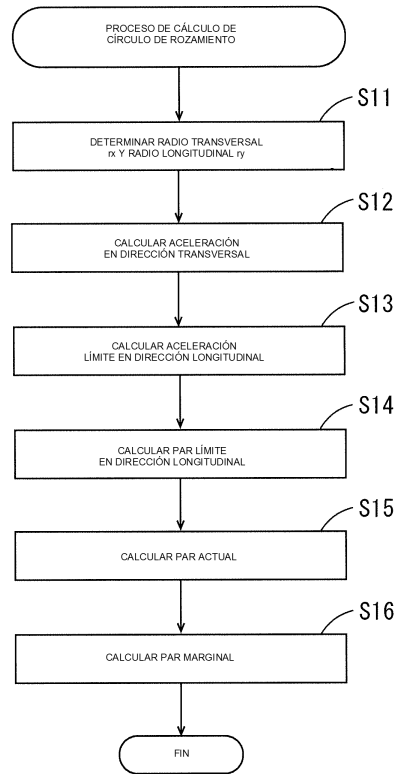 PROCESO DE CÁLCULO DE
CÍRCULO DE ROZAMIENTO
S11
DETERMINAR RADIO TRANSVERSAL
rx Y RADIO LONGITUDINAL ry
S12
CALCULAR ACELERACIÓN
EN DIRECCIÓN TRANSVERSAL
S13
CALCULAR ACELERACIÓN
LÍMITE EN DIRECCIÓN LONGITUDINAL
S14
CALCULAR PAR LÍMITE
EN DIRECCIÓN LONGITUDINAL
S15
CALCULAR PAR ACTUAL
S16
CALCULAR PAR MARGINAL
FIN